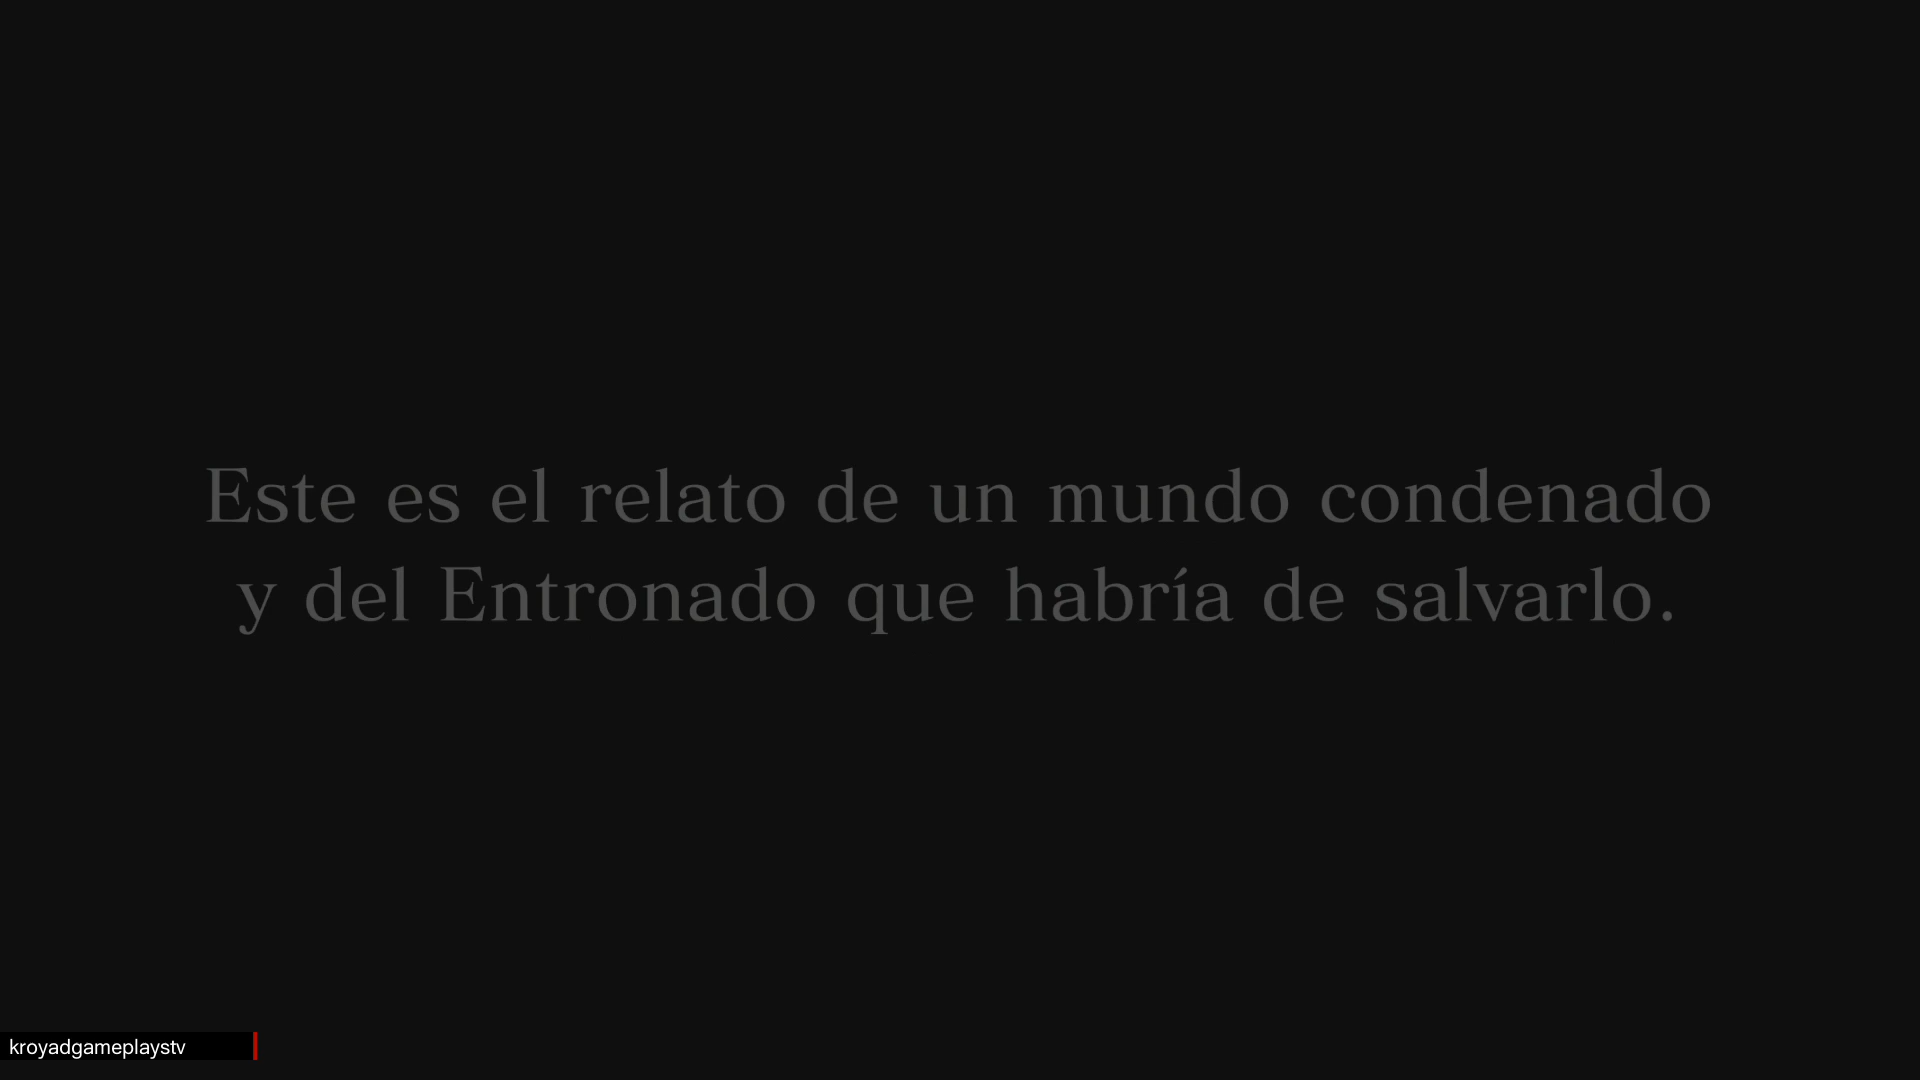 Este es el relato de un mundo condenado
y del Entronado que habría de salvarlo.
kroyadgameplaystv